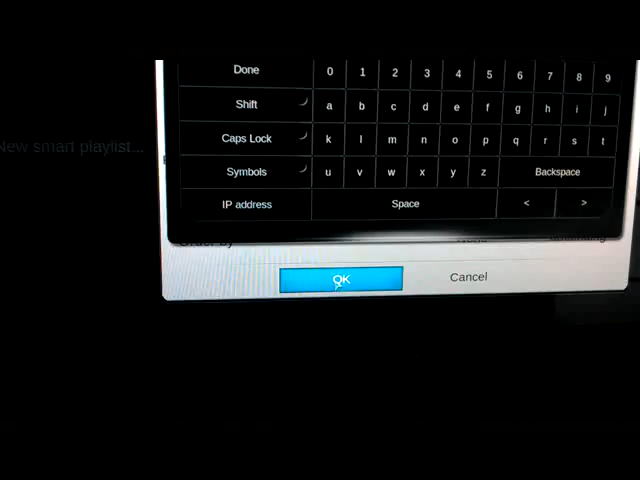 Done 0 1 2 3 4 5 6 7 8 9
Shift a b c d e f g h i j
New smart playlist...
Caps Lock k l m n o p q r s t
Symbols u v w x y z Backspace
IP address Space < >
OK Cancel